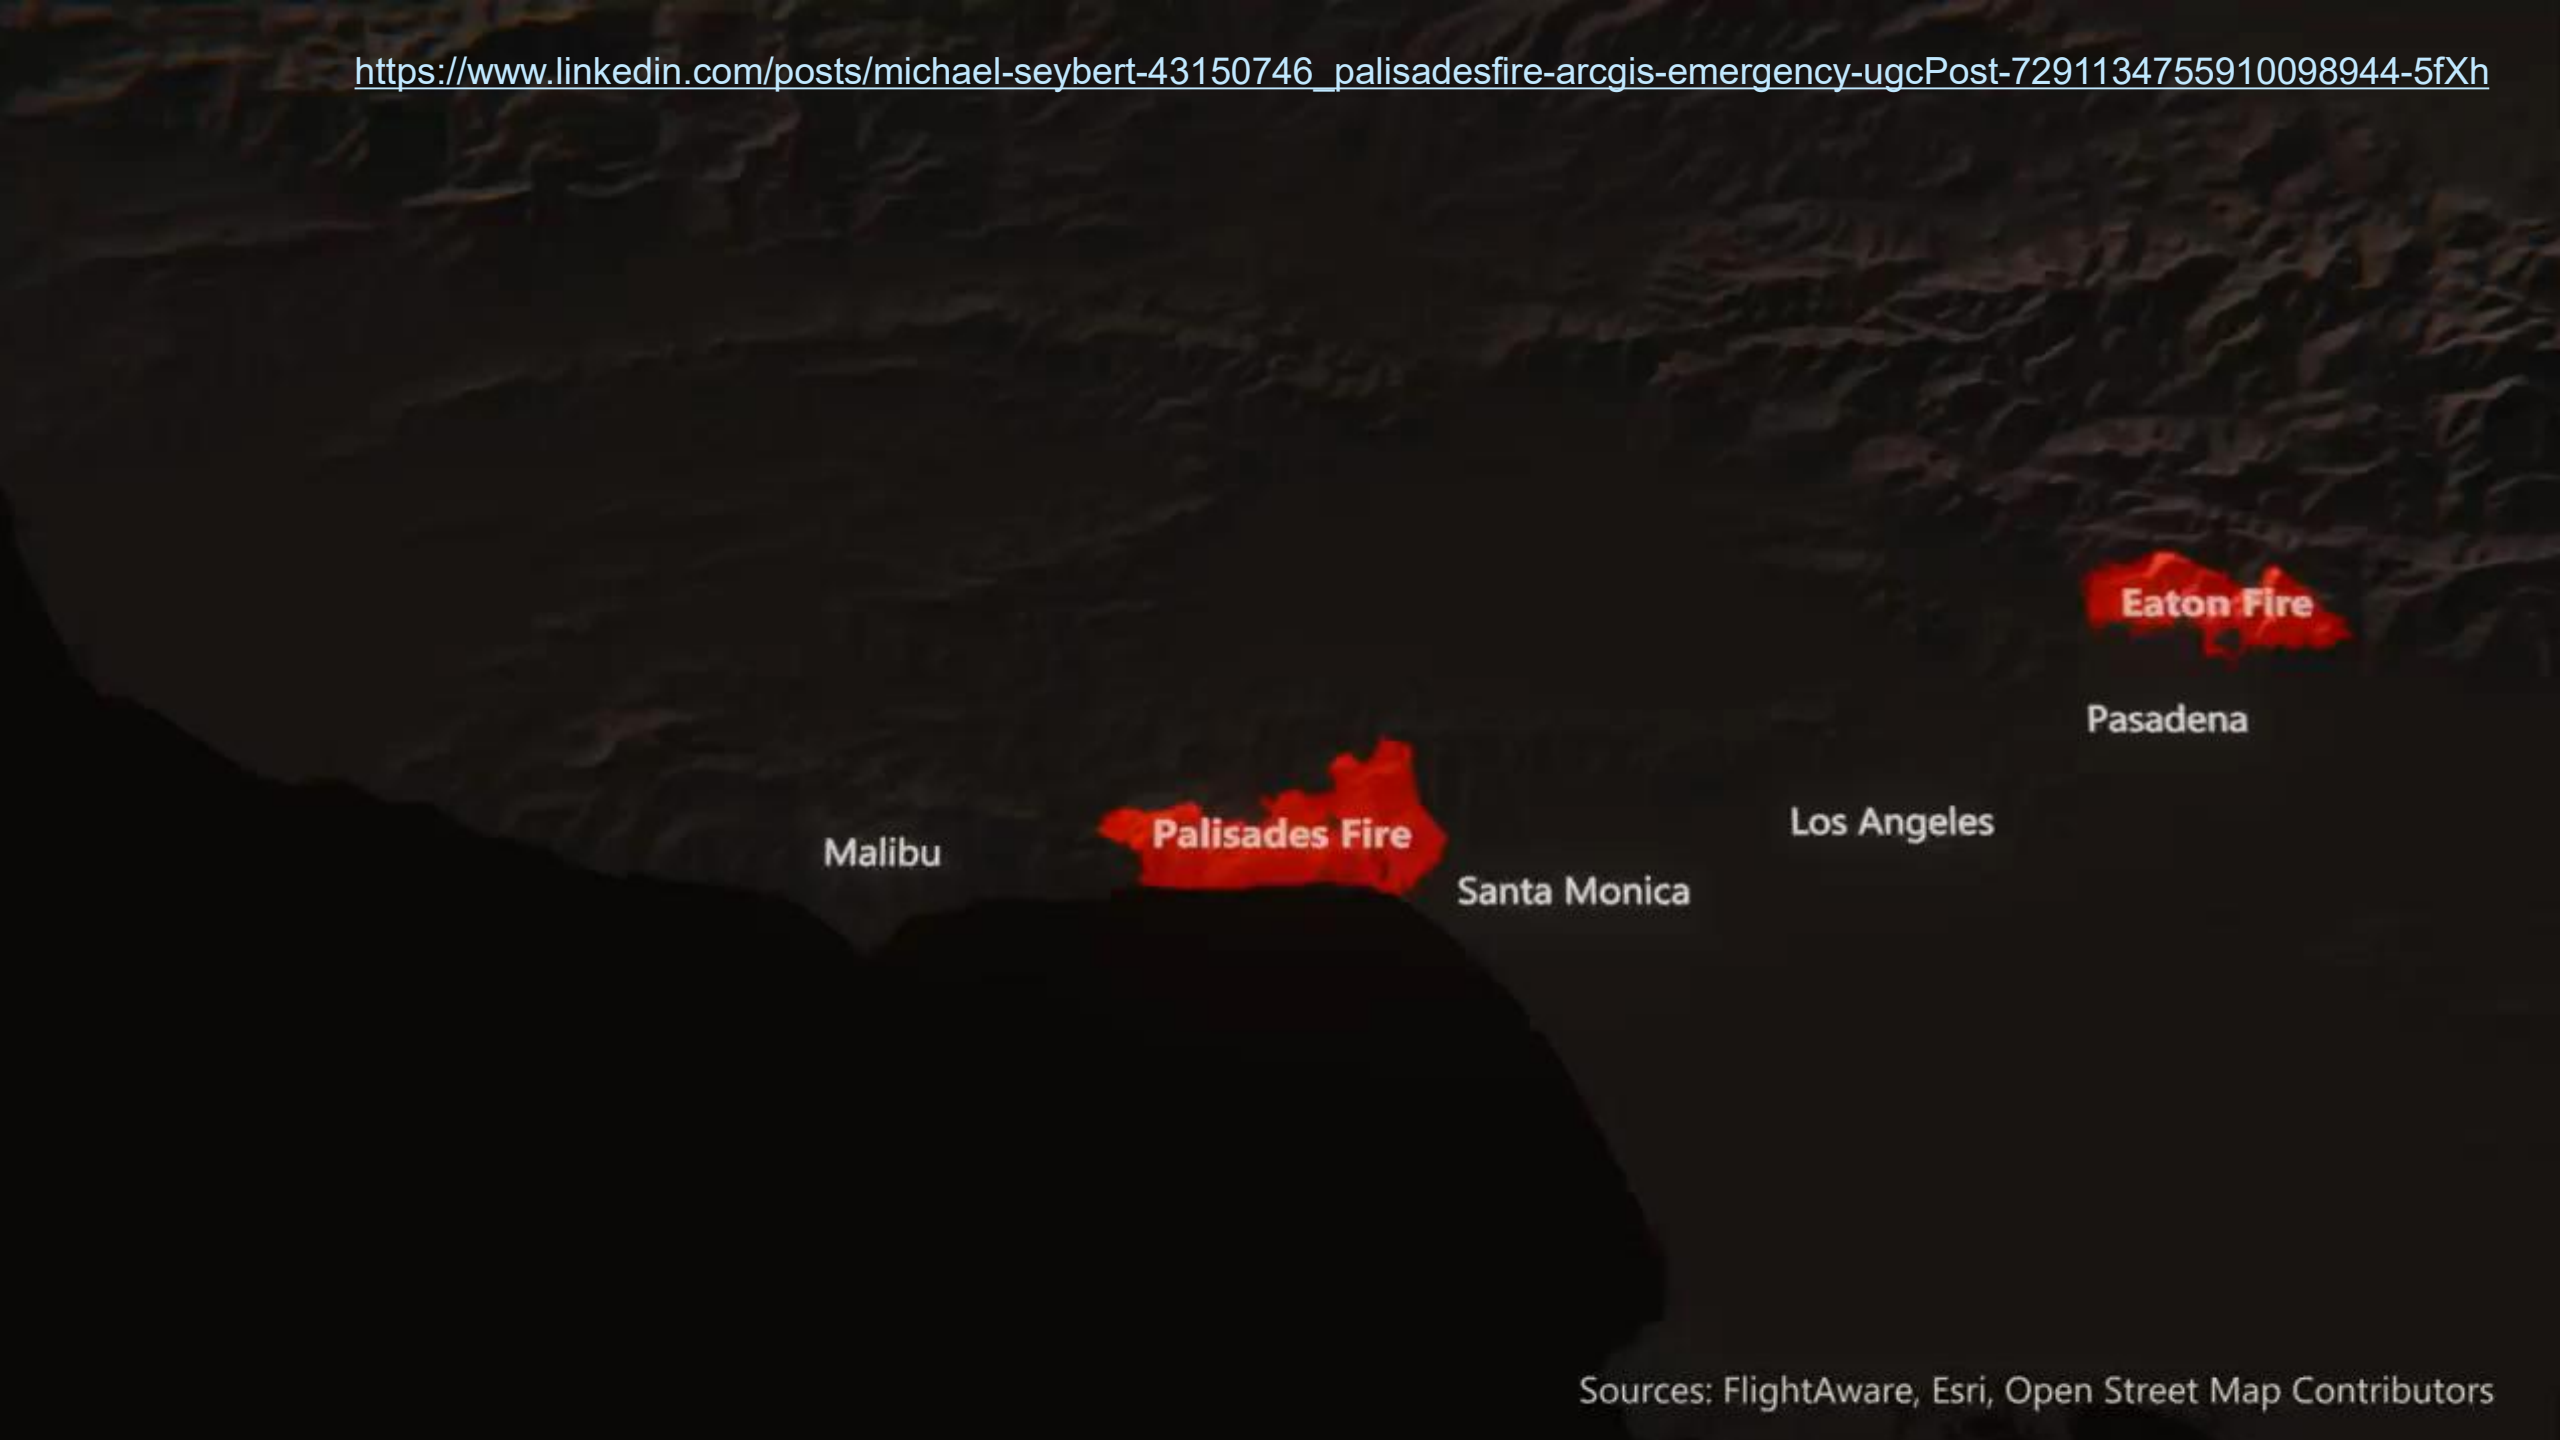 https://www.linkedin.com/posts/michael-seybert-43150746_palisadesfire-arcgis-emergency-ugcPost-7291134755910098944-5fXh
Eaton Fire
Pasadena
Los Angeles
Palisades Fire
Malibu
Santa Monica
Sources: FlightAware, Esri, Open Street Map Contributors